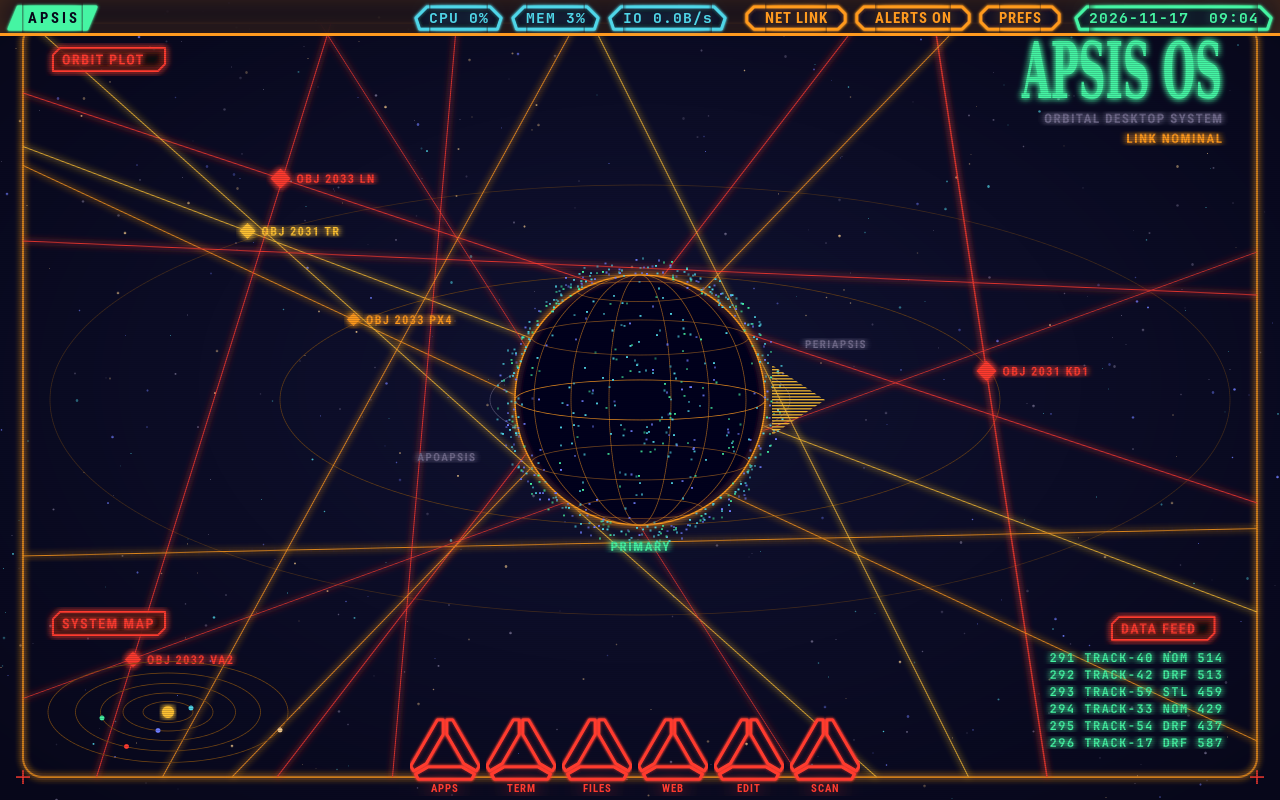 APSIS
CPU 0%
MEM 3%
IO 0.0B/s
NET LINK
ALERTS ON
PREFS
2026-11-17 09:04
ORBIT PLOT
APSIS OS
ORBITAL DESKTOP SYSTEM
LINK NOMINAL
OBJ 2033 LN
OBJ 2031 TR
OBJ 2033 PX4
PERIAPSIS
OBJ 2031 KD1
APOAPSIS
PRIMARY
SYSTEM MAP
OBJ 2032 VA2
DATA FEED
291 TRACK-40 NOM 514
292 TRACK-42 DRF 513
293 TRACK-59 STL 459
294 TRACK-33 NOM 429
295 TRACK-54 DRF 437
296 TRACK-17 DRF 587
APPS
TERM
FILES
WEB
EDIT
SCAN